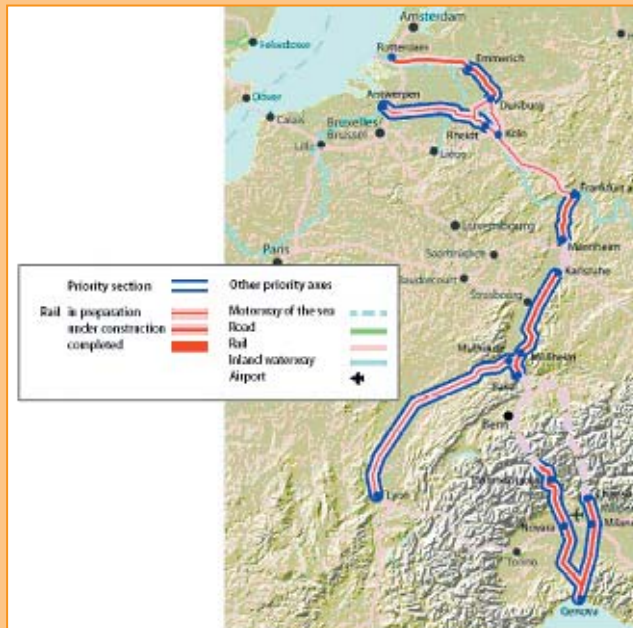 Amsterdam
Felixstowe
Rotterdam
Emmerich
Dover
Antwerpen
Duisburg
Calais
Bruxelles/
Brussel
Rheidt
Köln
Lille
Liège
Frankfurt a
Luxembourg
Mannheim
Paris
Saarbrücken
Karlsruhe
Strasbourg
Priority section
Other priority axes
Rail in preparation
under construction
completed
Motorway of the sea
Road
Rail
Inland waterway
Airport
Mulhouse
Müllheim
Basel
Bern
Lyon
Novara
Milano
Torino
Genova